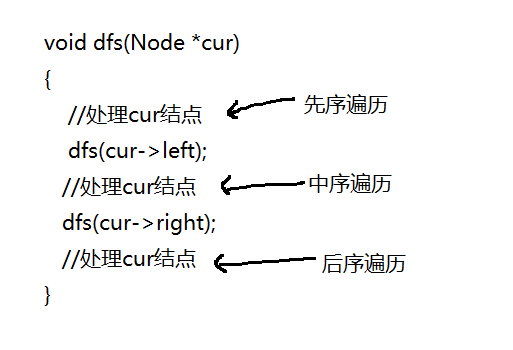 void dfs(Node *cur)
{
//处理cur结点 先序遍历
dfs(cur->left);
//处理cur结点 中序遍历
dfs(cur->right);
//处理cur结点 后序遍历
}